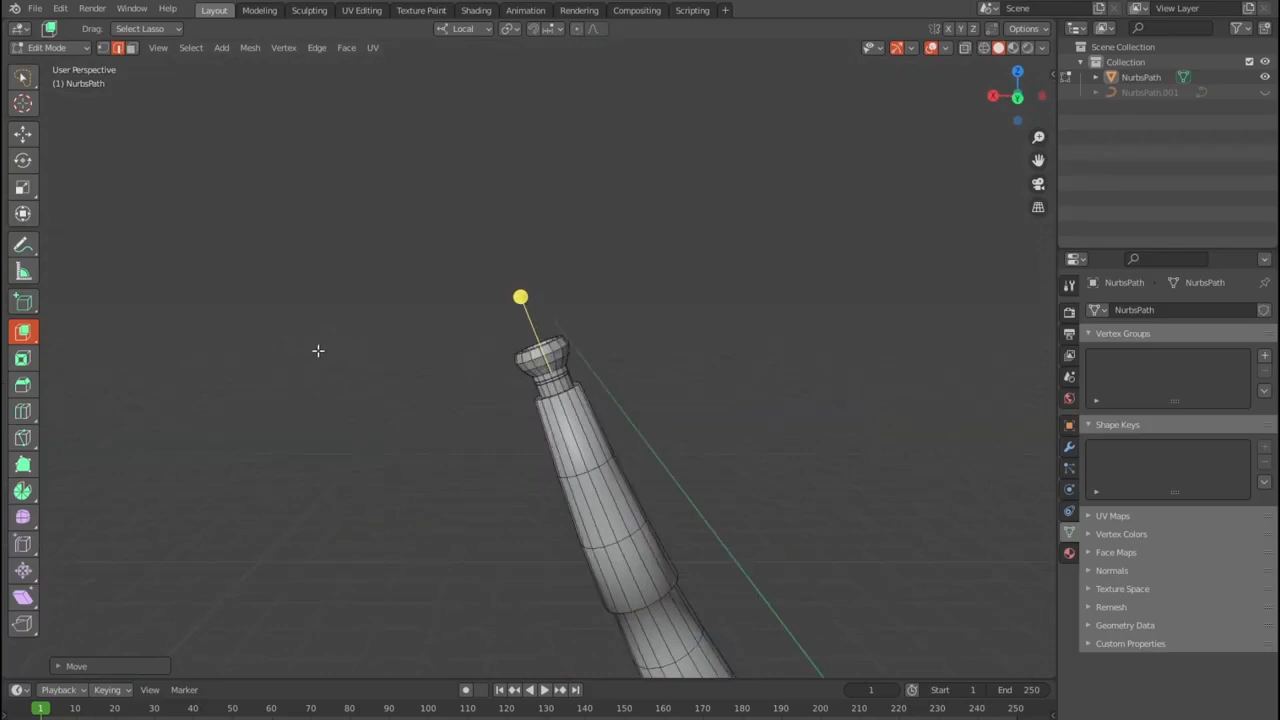 File Edit Render Window Help Layout Modeling Sculpting UV Editing Texture Paint Shading Animation Rendering Compositing Scripting + Scene View Layer
Drag: Select Lasso Local X Y Z Options
Edit Mode View Select Add Mesh Vertex Edge Face UV
Scene Collection
Collection
NurbsPath
NurbsPath.001
User Perspective
(1) NurbsPath
Z
X
Y
NurbsPath NurbsPath
NurbsPath
Vertex Groups
Shape Keys
UV Maps
Vertex Colors
Face Maps
Normals
Texture Space
Remesh
Geometry Data
Custom Properties
Move
Playback Keying View Marker 1 Start 1 End 250
1 10 20 30 40 50 60 70 80 90 100 110 120 130 140 150 160 170 180 190 200 210 220 230 240 250